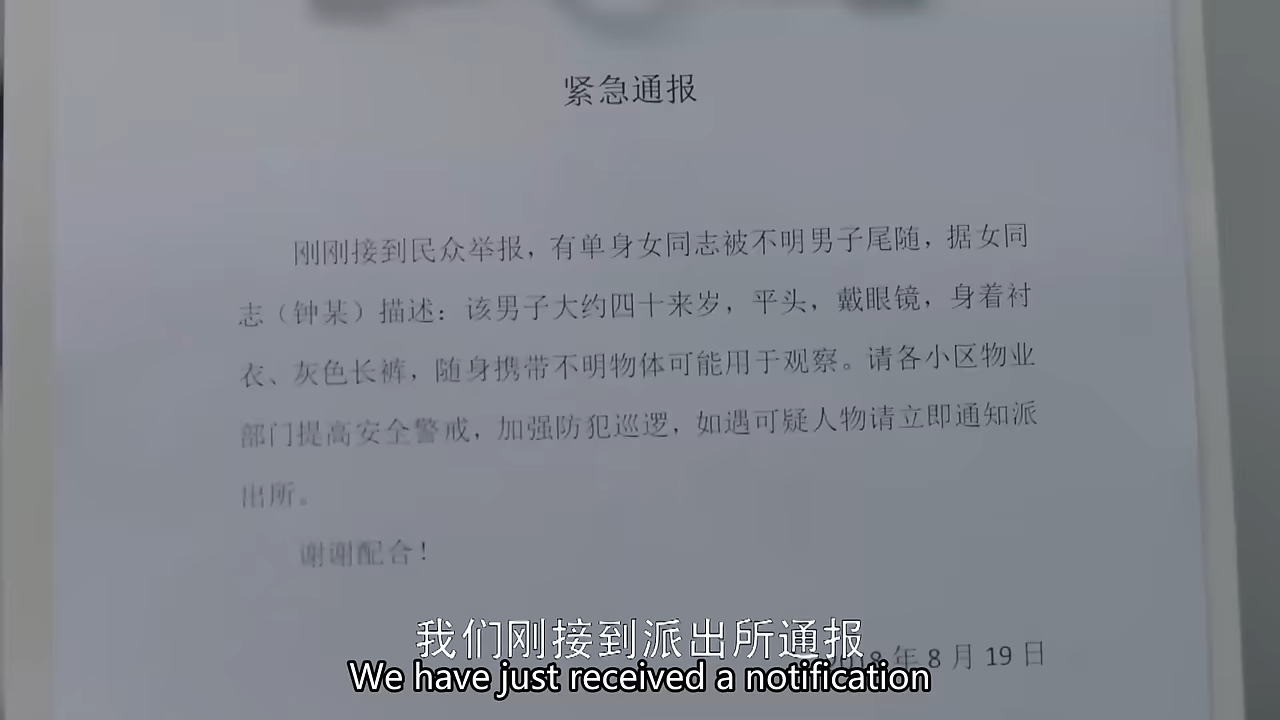 紧急通报
刚刚接到民众举报，有单身女同志被不明男子尾随，据女同
志（钟某）描述：该男子大约四十来岁，平头，戴眼镜，身着衬
衣、灰色长裤，随身携带不明物体可能用于观察。请各小区物业
部门提高安全警戒，加强防犯巡逻，如遇可疑人物请立即通知派
出所。
谢谢配合！
我们刚接到派出所通报
2018年8月19日
We have just received a notification